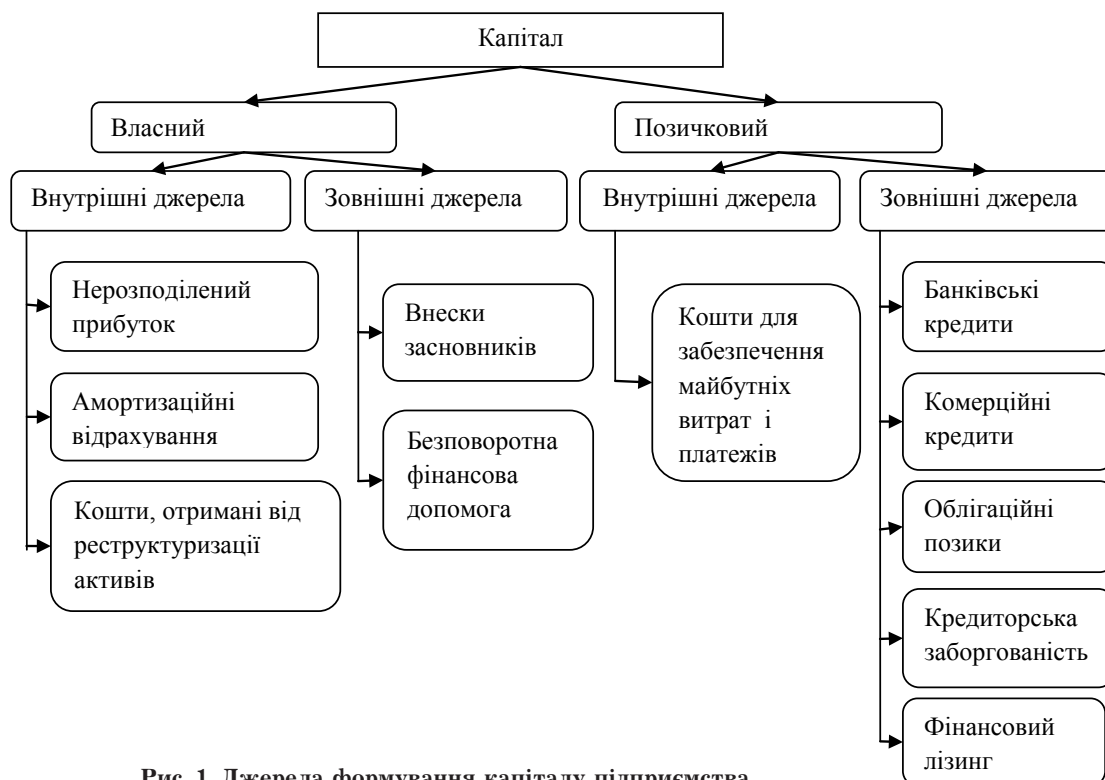 Капітал
Власний
Позичковий
Внутрішні джерела
Зовнішні джерела
Внутрішні джерела
Зовнішні джерела
Нерозподілений
прибуток
Амортизаційні
відрахування
Кошти, отримані від
реструктуризації
активів
Внески
засновників
Безповоротна
фінансова
допомога
Кошти для
забезпечення
майбутніх
витрат і
платежів
Банківські
кредити
Комерційні
кредити
Облігаційні
позики
Кредиторська
заборгованість
Фінансовий
лізинг
Рис. 1. Джерела формування капіталу підприємства